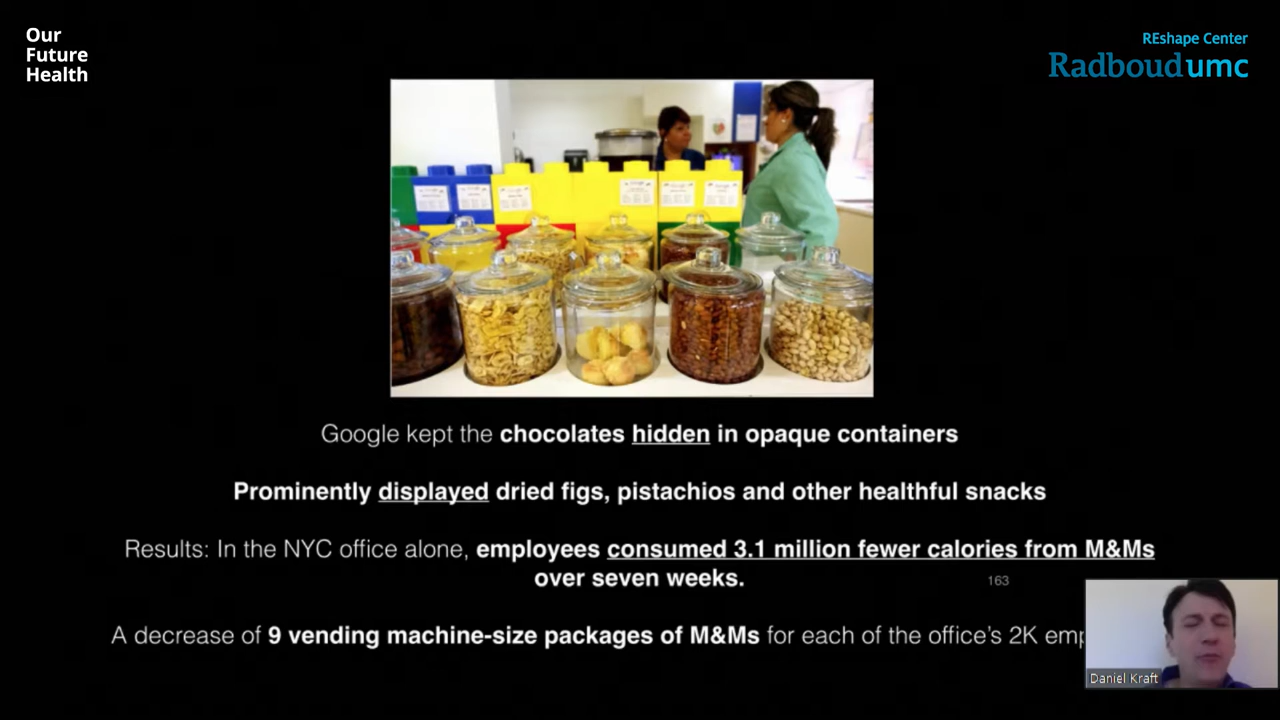 Our
Future
Health
REshape Center
Radboudumc
Google kept the chocolates hidden in opaque containers
Prominently displayed dried figs, pistachios and other healthful snacks
Results: In the NYC office alone, employees consumed 3.1 million fewer calories from M&Ms
over seven weeks.
163
A decrease of 9 vending machine-size packages of M&Ms for each of the office's 2K
Daniel Kraft